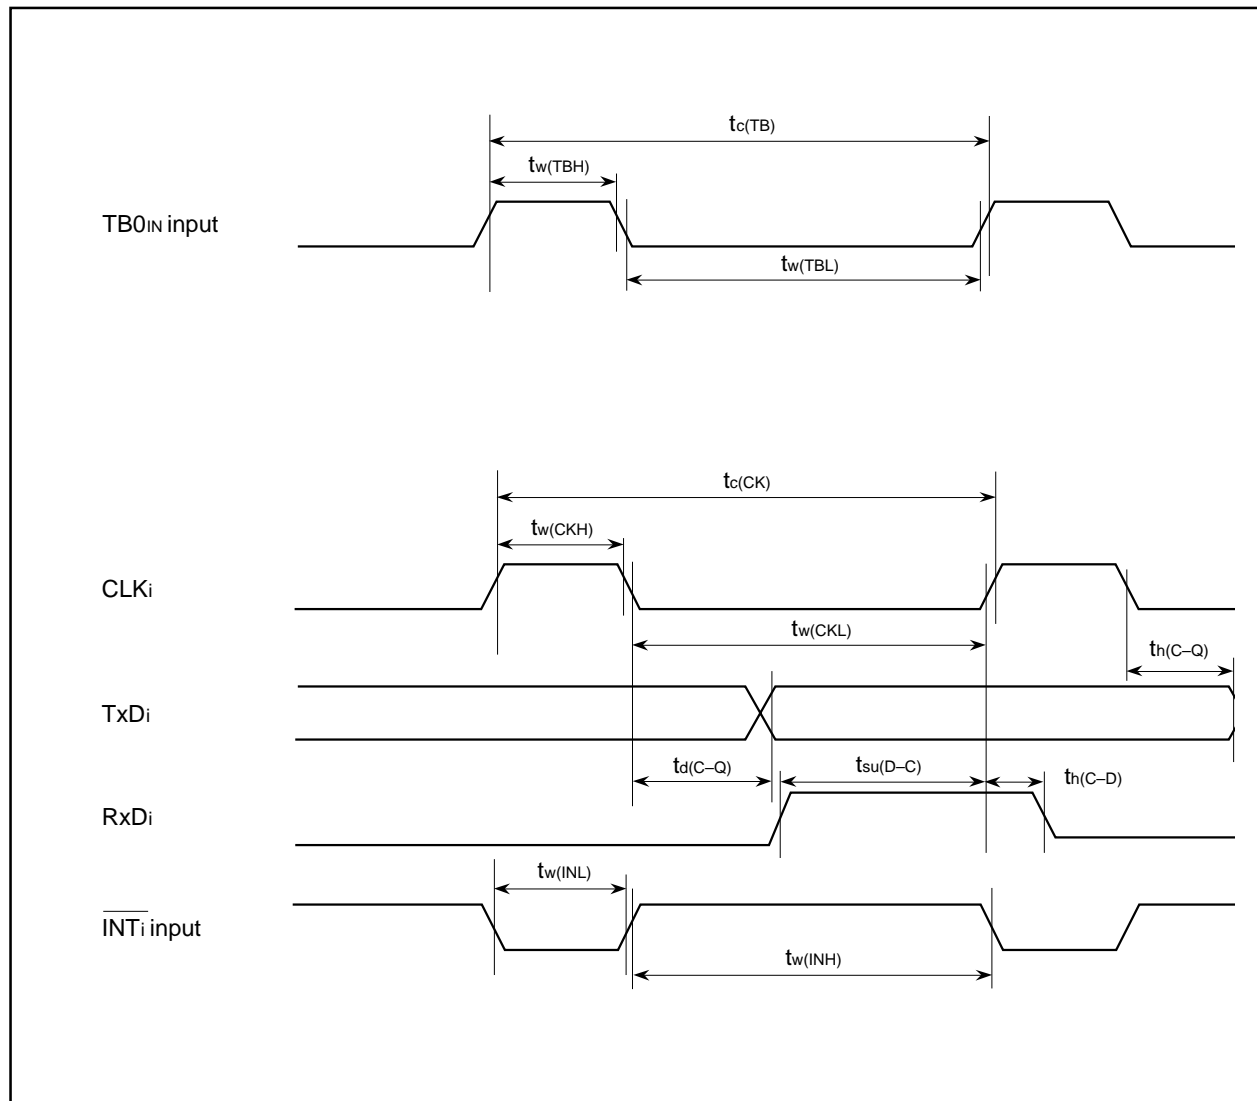 tc(TB)
tw(TBH)
TB0IN input
tw(TBL)
tc(CK)
tw(CKH)
CLKi
tw(CKL)
th(C–Q)
TxDi
td(C–Q)
tsu(D–C)
th(C–D)
RxDi
tw(INL)
INTi input
tw(INH)